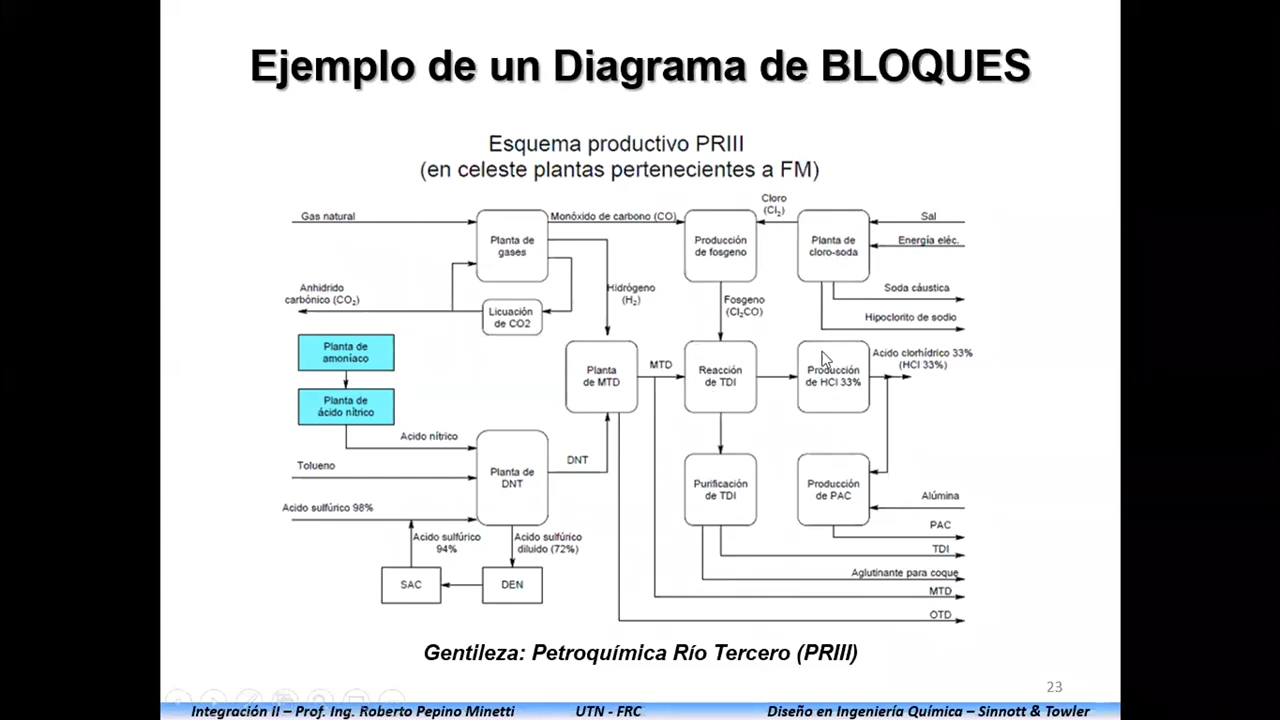 Ejemplo de un Diagrama de BLOQUES
Esquema productivo PRIII
(en celeste plantas pertenecientes a FM)
Gas natural
Planta de
gases
Monóxido de carbono (CO)
Producción
de fosgeno
Cloro
(Cl₂)
Planta de
cloro-soda
Sal
Energía eléc.
Anhidrido
carbónico (CO₂)
Licuación
de CO2
Hidrógeno
(H₂)
Fosgeno
(Cl₂CO)
Soda cáustica
Hipoclorito de sodio
Planta de
amoníaco
Planta de
ácido nítrico
Planta
de MTD
MTD
Reacción
de TDI
Producción
de HCl 33%
Acido clorhídrico 33%
(HCl 33%)
Acido nítrico
Tolueno
Acido sulfúrico 98%
Planta de
DNT
DNT
Purificación
de TDI
Producción
de PAC
Alúmina
PAC
TDI
Aglutinante para coque
MTD
OTD
Acido sulfúrico
94%
Acido sulfúrico
diluido (72%)
SAC
DEN
Gentileza: Petroquímica Río Tercero (PRIII)
23
Integración II – Prof. Ing. Roberto Pepino Minetti
UTN - FRC
Diseño en Ingeniería Química – Sinnott & Towler